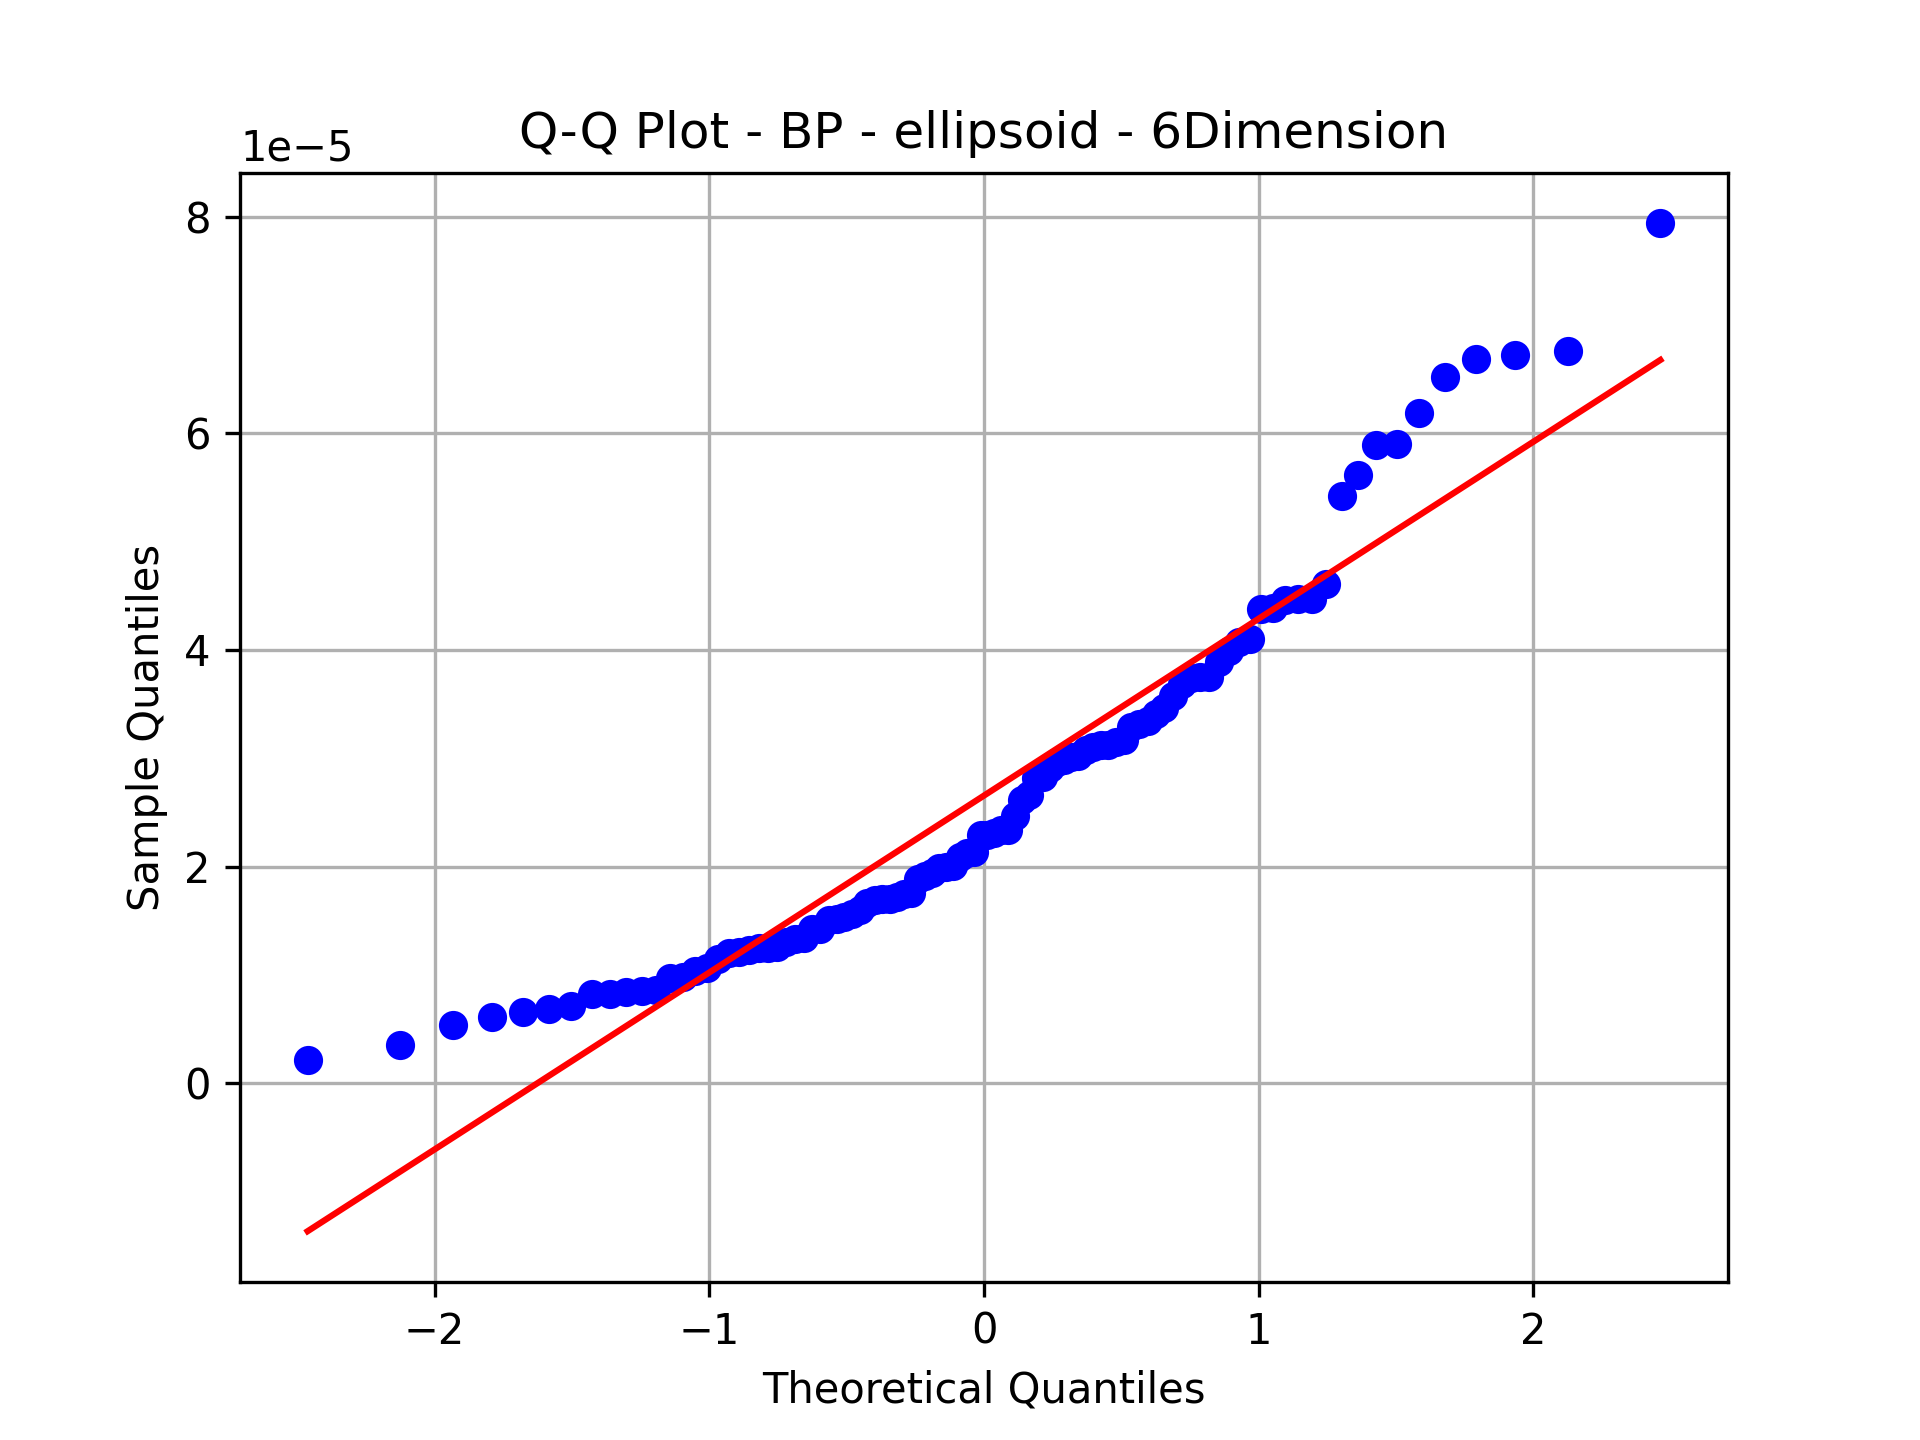 Q-Q Plot - BP - ellipsoid - 6Dimension
1e−5
8
6
4
2
0
Sample Quantiles
−2 −1 0 1 2
Theoretical Quantiles